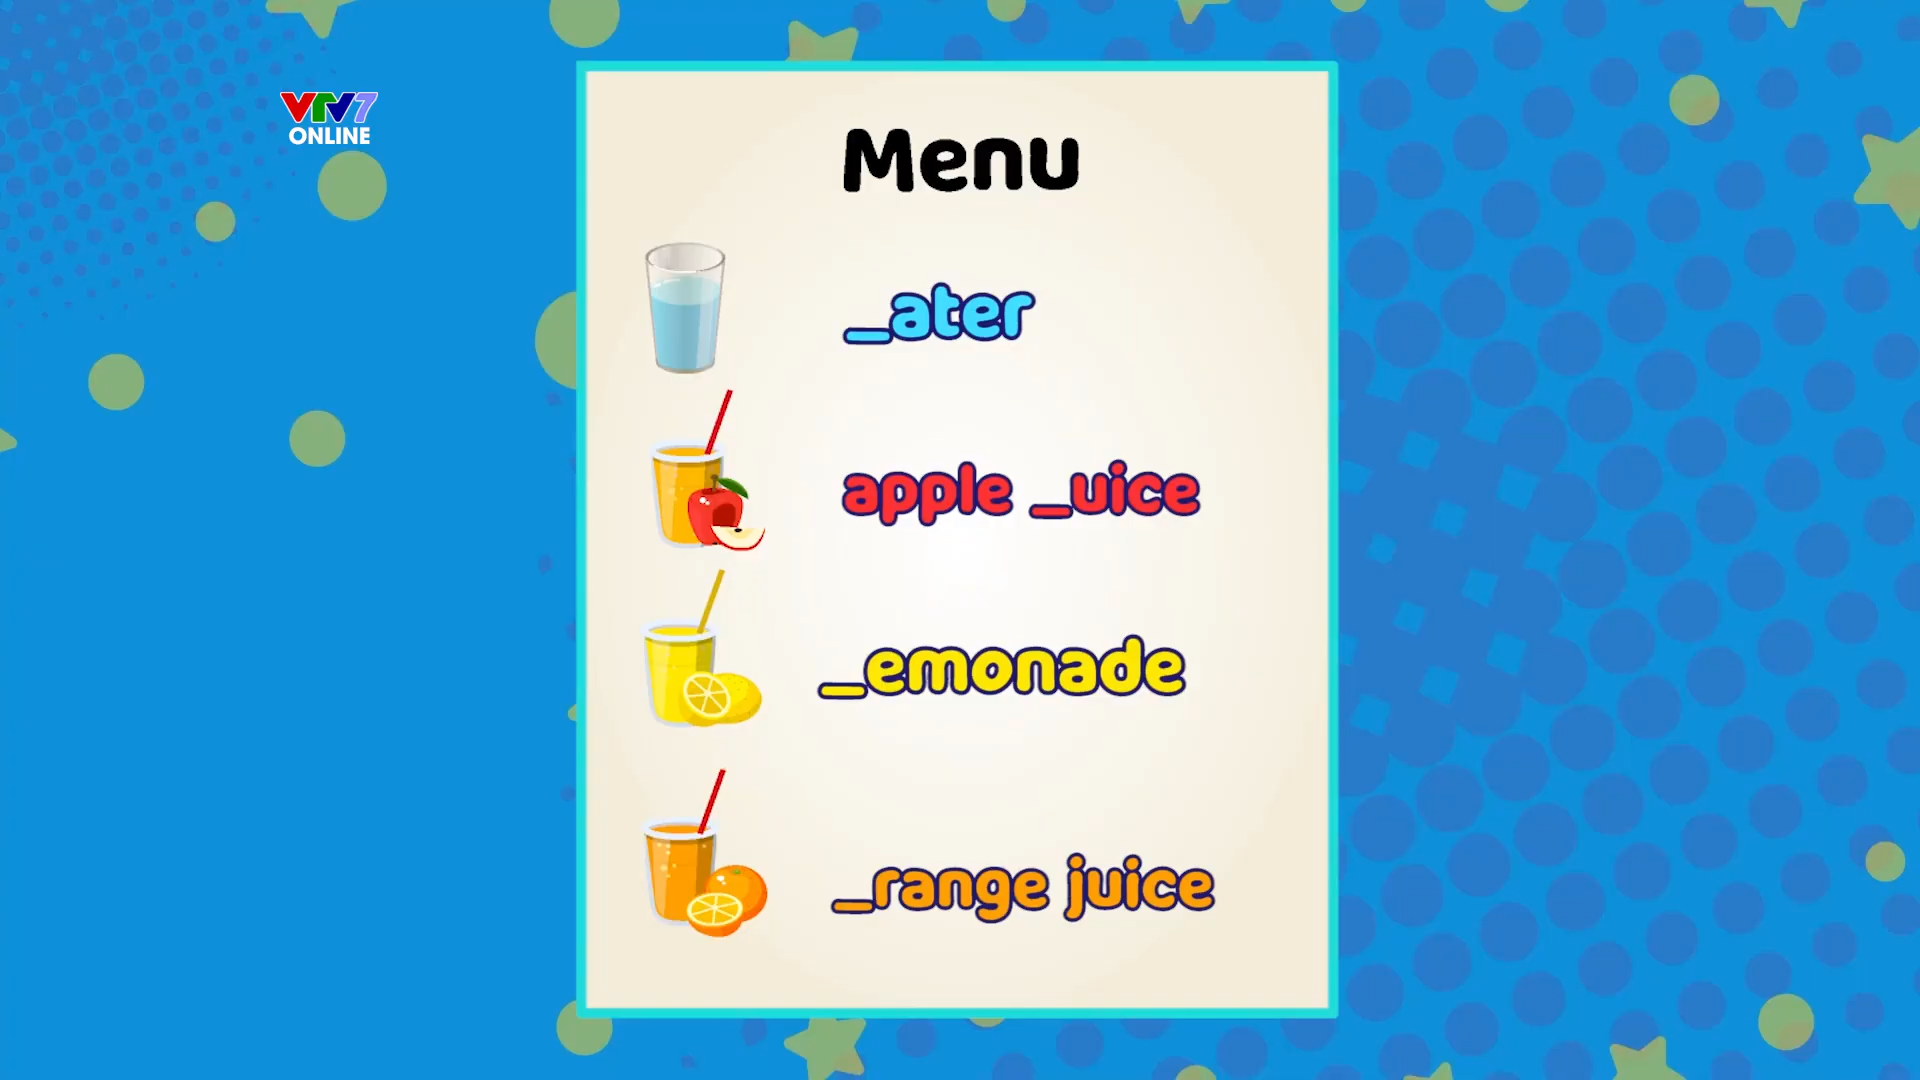 VTV7
ONLINE
Menu
_ater
apple _uice
_emonade
_range juice